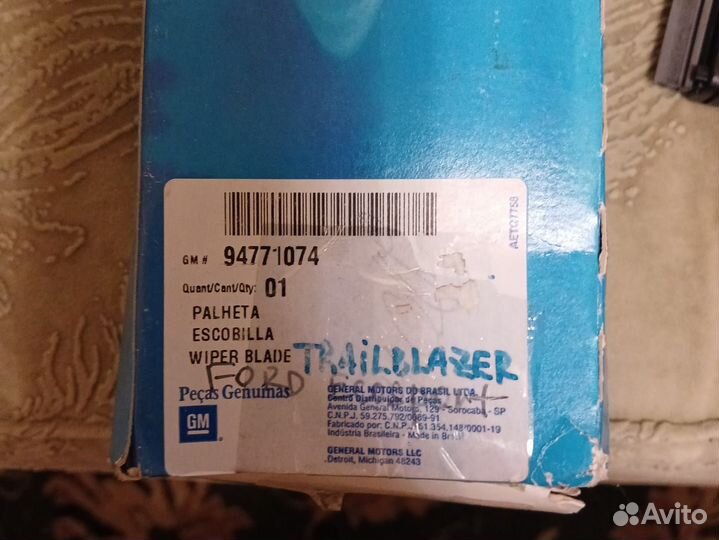 AETQ7758
GM # 94771074
Quant/Cant/Qty: 01
PALHETA
ESCOBILLA
WIPER BLADE TRAILBLAZER
FORD
Peças Genuínas
GM
GENERAL MOTORS DO BRASIL LTDA.
Centro Distribuidor de Peças
Avenida General Motors, 129 - Sorocaba - SP
C.N.P.J. 59.275.792/0089-91
Fabricado por: C.N.P.J. 61.354.148/0001-19
Indústria Brasileira - Made in Brazil
GENERAL MOTORS LLC
Detroit, Michigan 48243
Avito